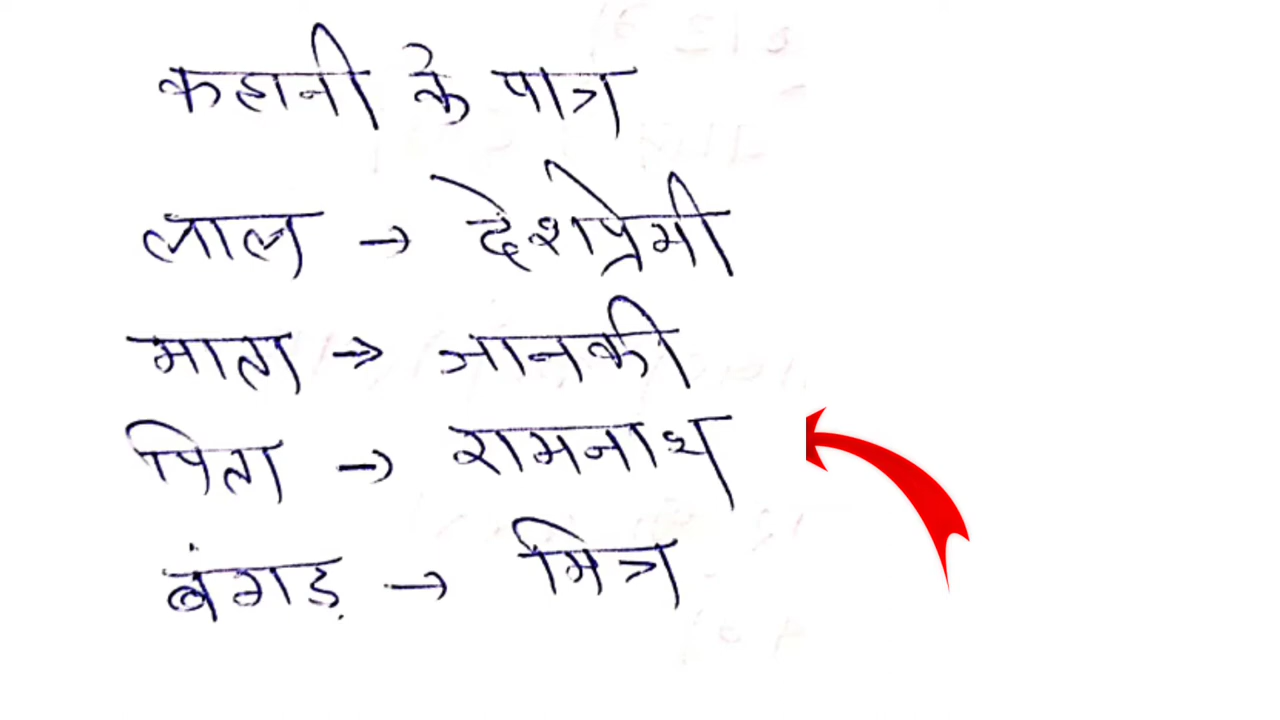 कहानी के पात्र
लाल → देशप्रेमी
माता → जानकी
पिता → रामनाथ
बंगड़ → मित्र